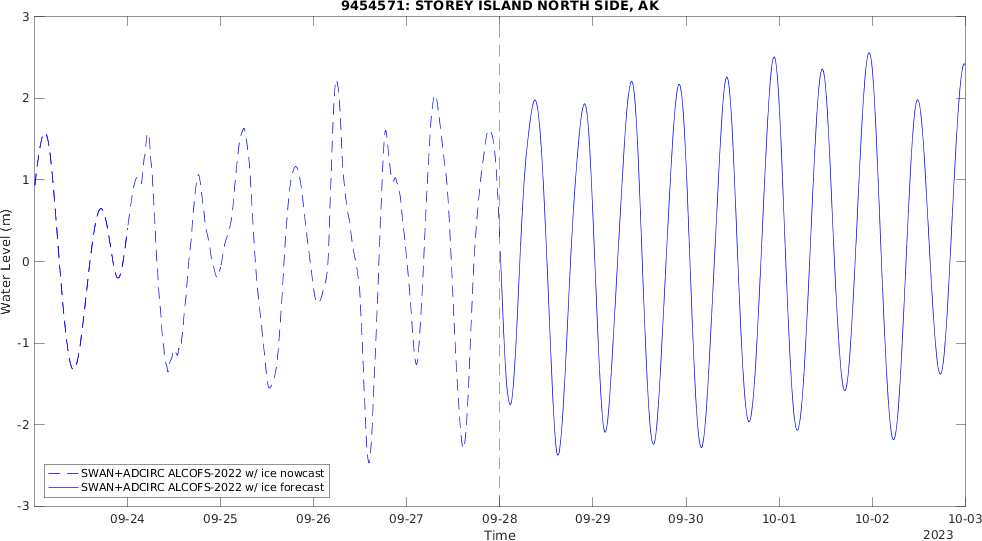 9454571: STOREY ISLAND NORTH SIDE, AK
Water Level (m)
3
2
1
0
-1
-2
-3
SWAN+ADCIRC ALCOFS-2022 w/ ice nowcast
SWAN+ADCIRC ALCOFS-2022 w/ ice forecast
09-24 09-25 09-26 09-27 09-28 09-29 09-30 10-01 10-02 10-03
Time
2023